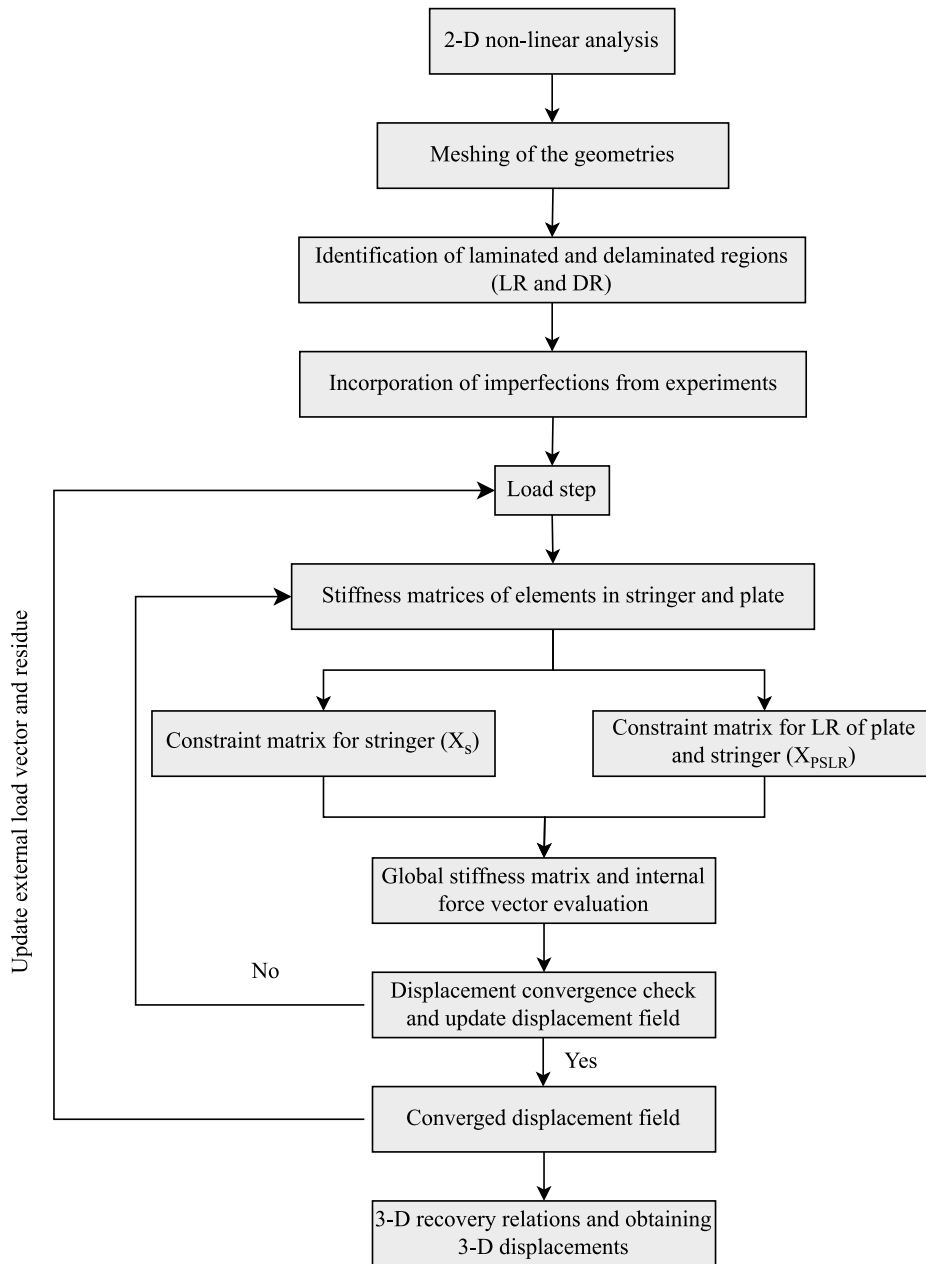 2-D non-linear analysis
Meshing of the geometries
Identification of laminated and delaminated regions
(LR and DR)
Incorporation of imperfections from experiments
Load step
Update external load vector and residue
Stiffness matrices of elements in stringer and plate
Constraint matrix for stringer (X_s)
Constraint matrix for LR of plate
and stringer (X_PSLR)
Global stiffness matrix and internal
force vector evaluation
No
Displacement convergence check
and update displacement field
Yes
Converged displacement field
3-D recovery relations and obtaining
3-D displacements